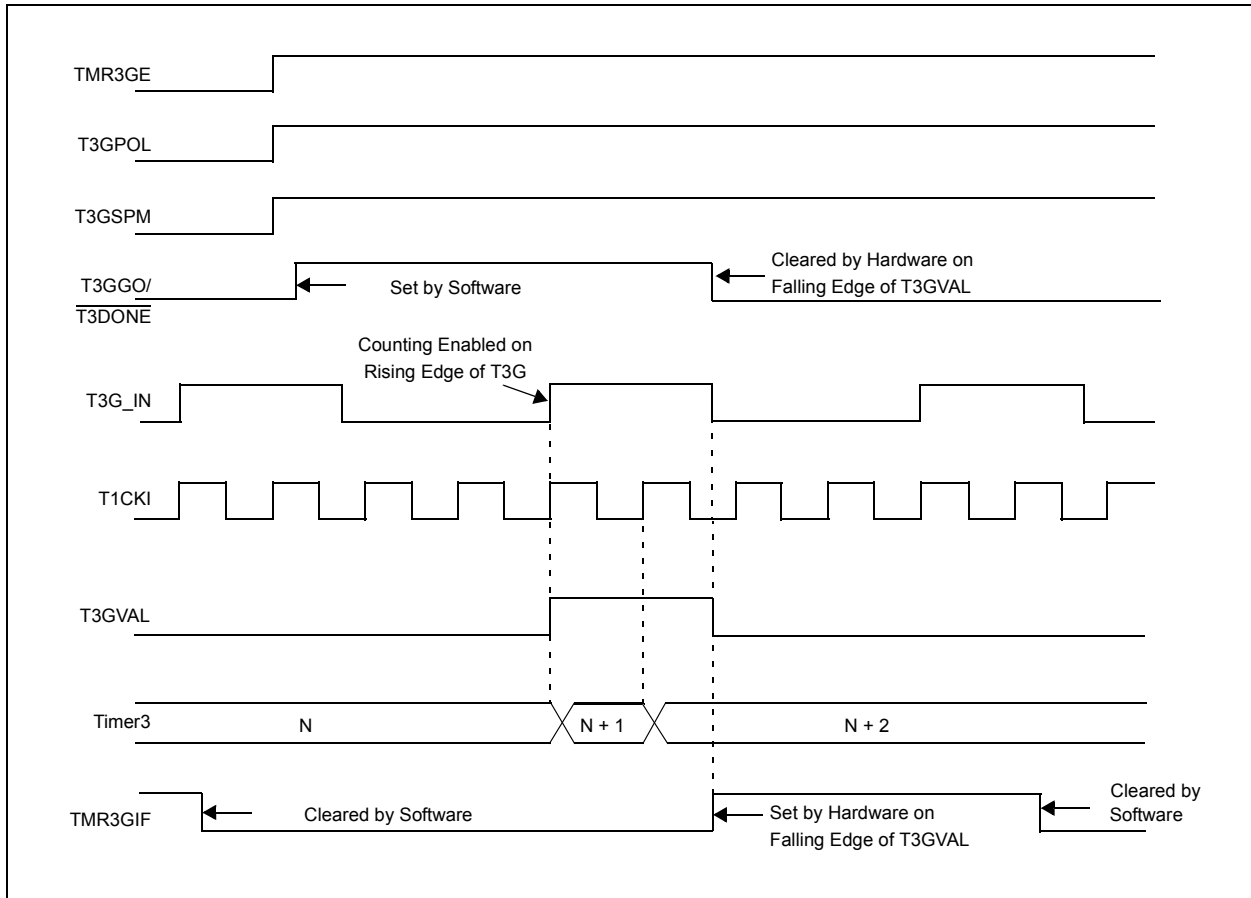 TMR3GE
T3GPOL
T3GSPM
T3GGO/
T3DONE
Set by Software
Cleared by Hardware on
Falling Edge of T3GVAL
Counting Enabled on
Rising Edge of T3G
T3G_IN
T1CKI
T3GVAL
Timer3
N
N + 1
N + 2
TMR3GIF
Cleared by Software
Set by Hardware on
Falling Edge of T3GVAL
Cleared by
Software